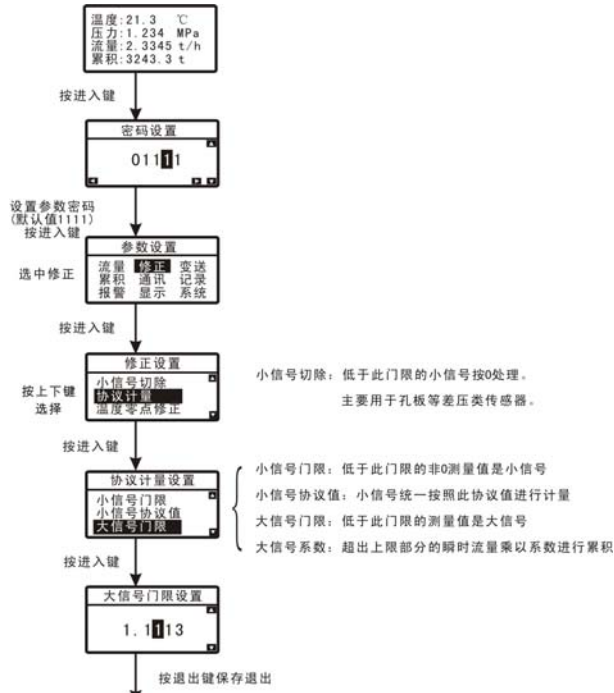 温度:21.3 ℃
压力:1.234 MPa
流量:2.3345 t/h
累积:3243.3 t
按进入键
密码设置
01111
设置参数密码
(默认值1111)
按进入键
参数设置
流量 修正 变送
累积 通讯 记录
报警 显示 系统
选中修正
按进入键
修正设置
小信号切除
协议计量
温度零点修正
按上下键
选择
小信号切除：低于此门限的小信号按0处理。
主要用于孔板等差压类传感器。
按进入键
协议计量设置
小信号门限
小信号协议值
大信号门限
小信号门限：低于此门限的非0测量值是小信号
小信号协议值：小信号统一按照此协议值进行计量
大信号门限：低于此门限的测量值是大信号
大信号系数：超出上限部分的瞬时流量乘以系数进行累积
按进入键
大信号门限设置
1.1113
按退出键保存退出